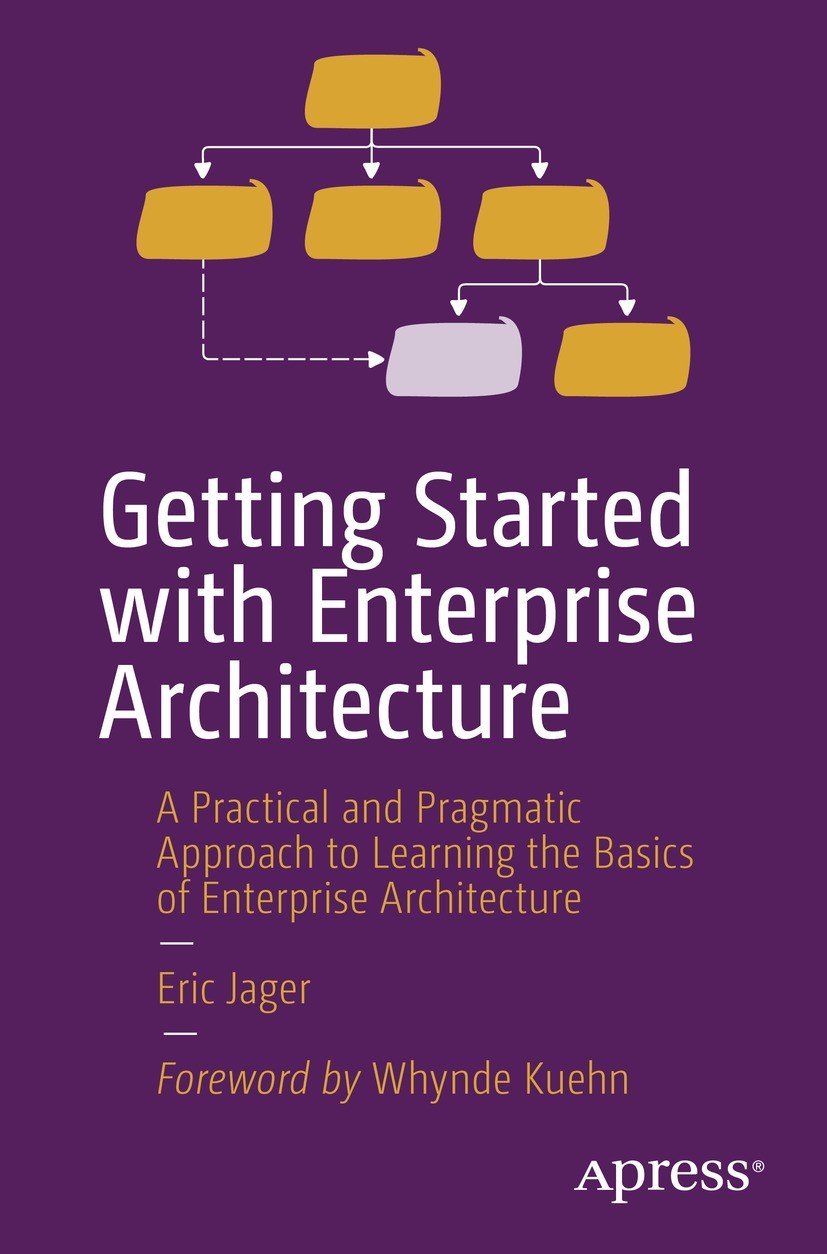 Getting Started
with Enterprise
Architecture
A Practical and Pragmatic
Approach to Learning the Basics
of Enterprise Architecture
—
Eric Jager
—
Foreword by Whynde Kuehn
Apress®